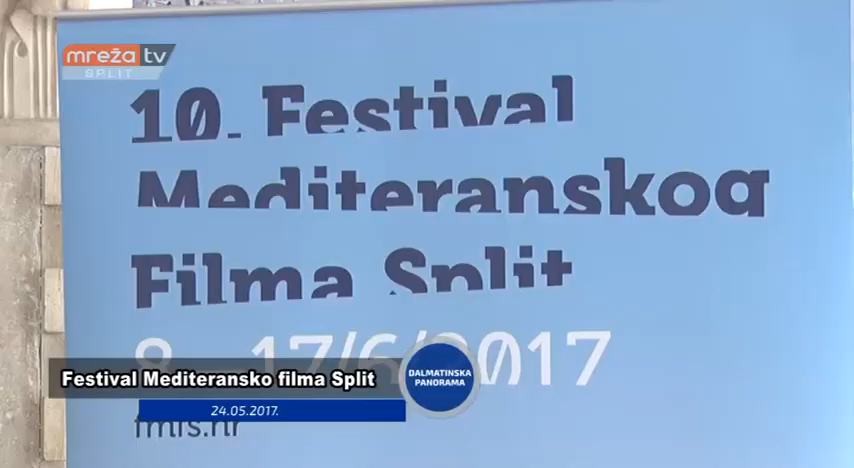 mreža tv
SPLIT
10. Festival
Mediteranskog
Filma Split
17/6/2017
Festival Mediteransko filma Split
DALMATINSKA
PANORAMA
24.05.2017.
fmfs.hr